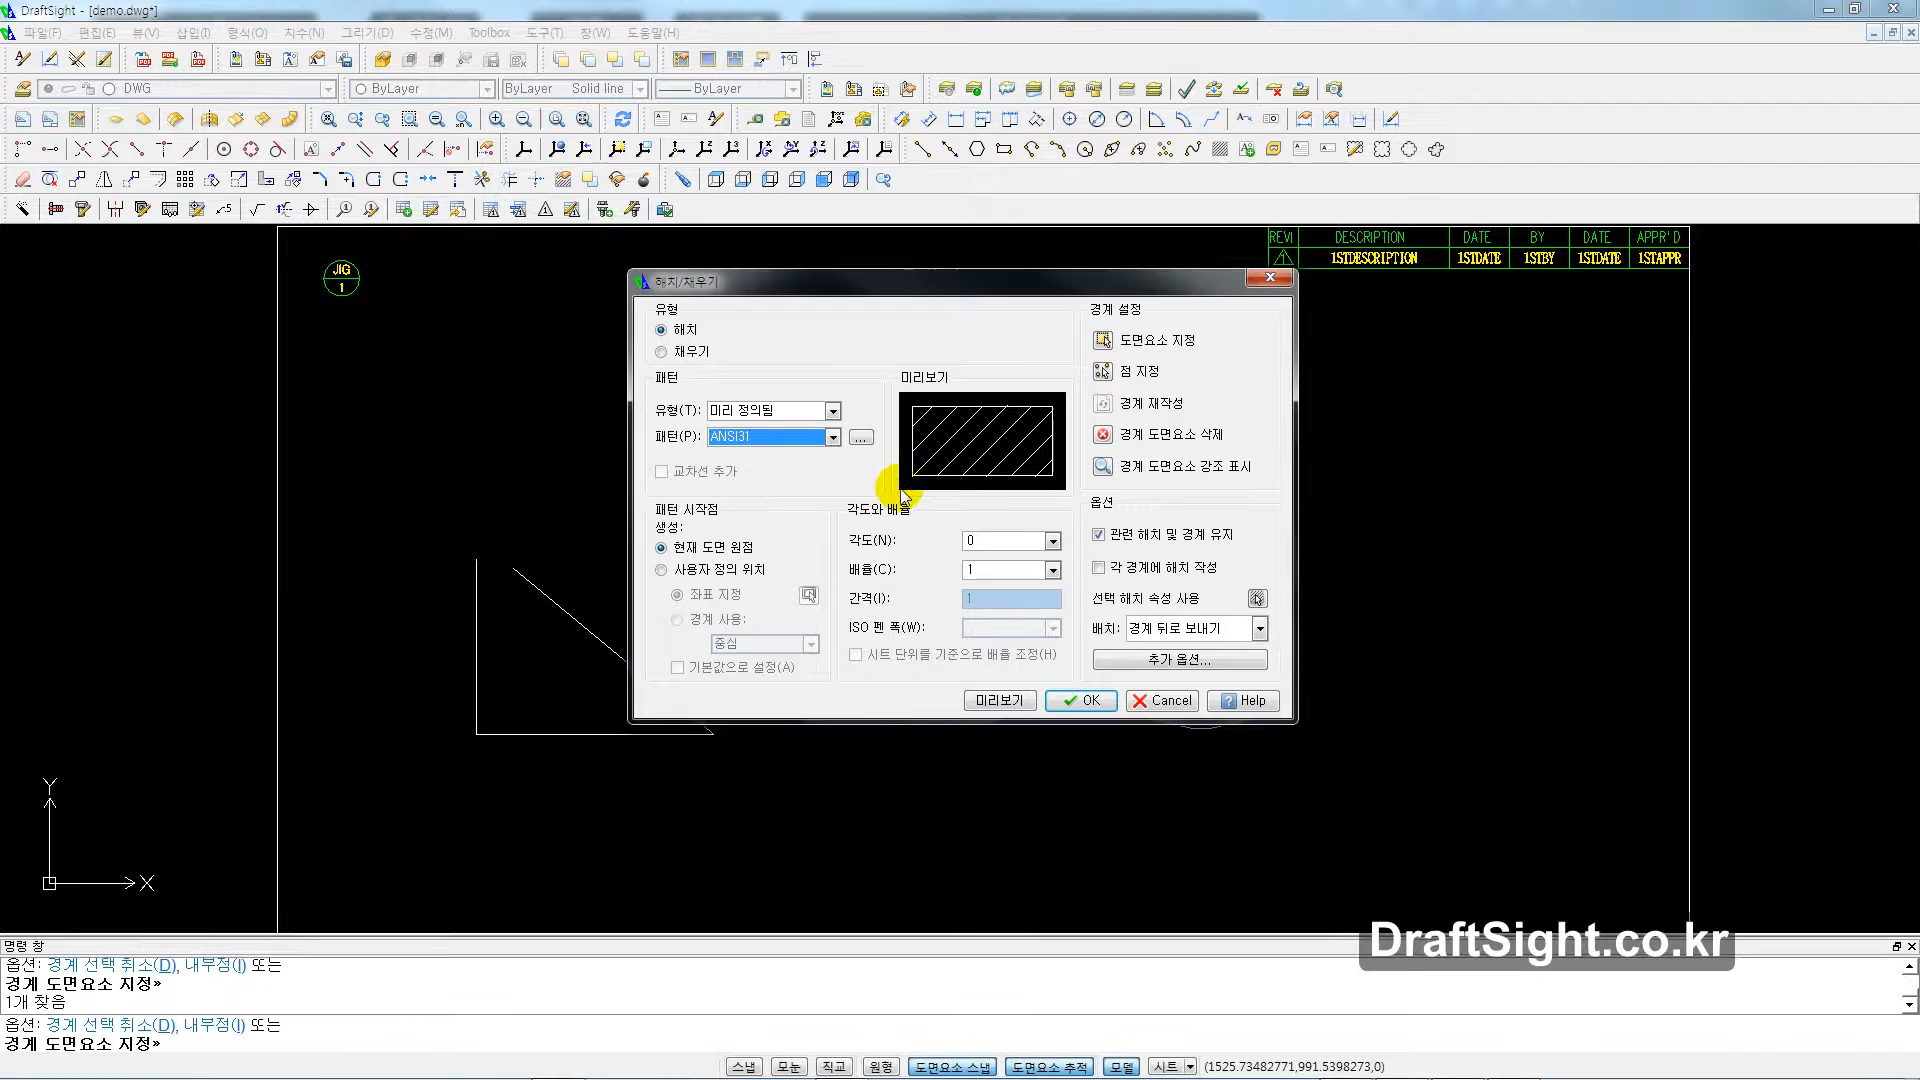 DraftSight - [demo.dwg*]
파일(F) 편집(E) 뷰(V) 삽입(I) 형식(O) 치수(N) 그리기(D) 수정(M) Toolbox 도구(T) 창(W) 도움말(H)
DWG ByLayer ByLayer Solid line ByLayer
REVI DESCRIPTION DATE BY DATE APPR'D
1 1STDESCRIPTION 1STDATE 1STBY 1STDATE 1STAPPR
JIG
1
해치/채우기
유형
해치
채우기
패턴
유형(T): 미리 정의됨
패턴(P): ANSI31 ...
교차선 추가
미리보기
패턴 시작점
생성:
현재 도면 원점
사용자 정의 위치
좌표 지정
경계 사용:
중심
기본값으로 설정(A)
각도와 배율
각도(N): 0
배율(C): 1
간격(I): 1
ISO 펜 폭(W):
시트 단위를 기준으로 배율 조정(H)
경계 설정
도면요소 지정
점 지정
경계 재작성
경계 도면요소 삭제
경계 도면요소 강조 표시
옵션
관련 해치 및 경계 유지
각 경계에 해치 작성
선택 해치 속성 사용
배치: 경계 뒤로 보내기
추가 옵션...
미리보기 OK Cancel Help
Y
X
DraftSight.co.kr
명령 창
옵션: 경계 선택 취소(D), 내부점(I) 또는
경계 도면요소 지정»
1개 찾음
옵션: 경계 선택 취소(D), 내부점(I) 또는
경계 도면요소 지정»
스냅 모눈 직교 원형 도면요소 스냅 도면요소 추적 모델 시트 (1525.73482771,991.5398273,0)